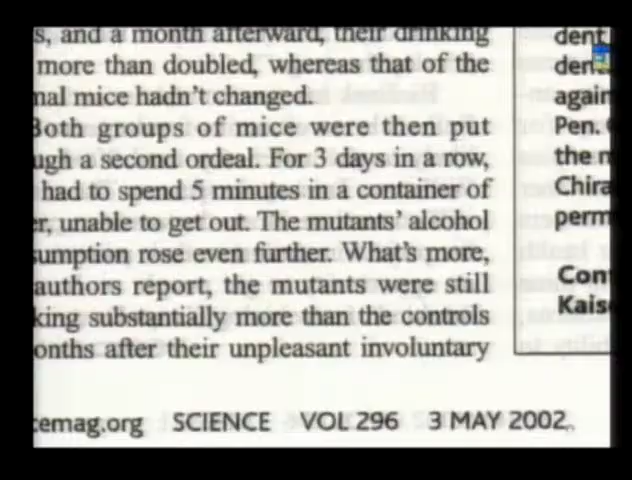 s, and a month afterward, their drinking
more than doubled, whereas that of the
nal mice hadn't changed.
Both groups of mice were then put
ugh a second ordeal. For 3 days in a row,
had to spend 5 minutes in a container of
r, unable to get out. The mutants' alcohol
sumption rose even further. What's more,
authors report, the mutants were still
king substantially more than the controls
onths after their unpleasant involuntary
dent
den
again
Pen.
the n
Chira
perm
Con
Kaise
cemag.org SCIENCE VOL 296 3 MAY 2002